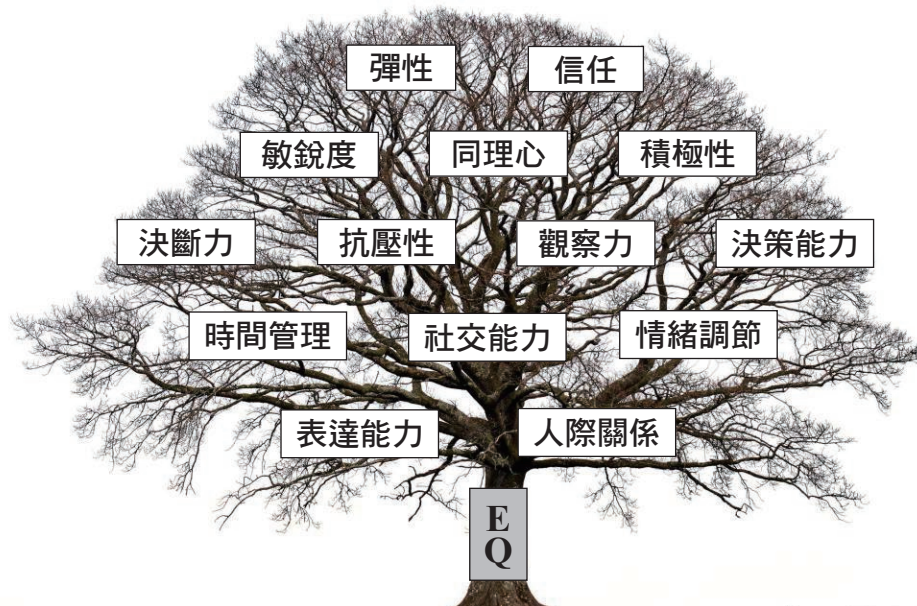 彈性
信任
敏銳度
同理心
積極性
決斷力
抗壓性
觀察力
決策能力
時間管理
社交能力
情緒調節
表達能力
人際關係
E
Q